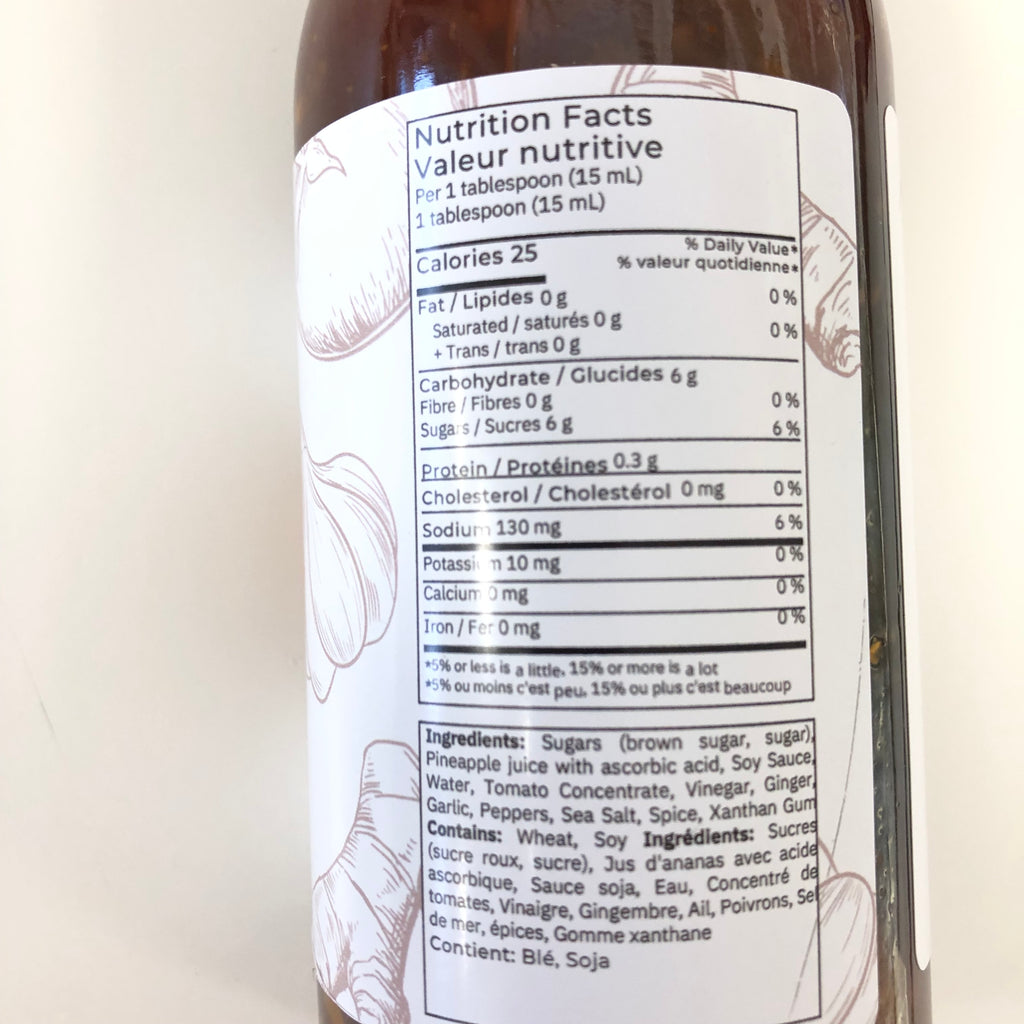 Nutrition Facts
Valeur nutritive
Per 1 tablespoon (15 mL)
1 tablespoon (15 mL)
Calories 25
% Daily Value*
% valeur quotidienne*
Fat / Lipides 0 g 0 %
Saturated / saturés 0 g 0 %
+ Trans / trans 0 g
Carbohydrate / Glucides 6 g
Fibre / Fibres 0 g 0 %
Sugars / Sucres 6 g 6 %
Protein / Protéines 0.3 g
Cholesterol / Cholestérol 0 mg 0 %
Sodium 130 mg 6 %
Potassium 10 mg 0 %
Calcium 0 mg 0 %
Iron / Fer 0 mg 0 %
*5% or less is a little, 15% or more is a lot
*5% ou moins c'est peu, 15% ou plus c'est beaucoup
Ingredients: Sugars (brown sugar, sugar),
Pineapple juice with ascorbic acid, Soy Sauce,
Water, Tomato Concentrate, Vinegar, Ginger,
Garlic, Peppers, Sea Salt, Spice, Xanthan Gum
Contains: Wheat, Soy Ingrédients: Sucres
(sucre roux, sucre), Jus d'ananas avec acide
ascorbique, Sauce soja, Eau, Concentré de
tomates, Vinaigre, Gingembre, Ail, Poivrons, Sel
de mer, épices, Gomme xanthane
Contient: Blé, Soja